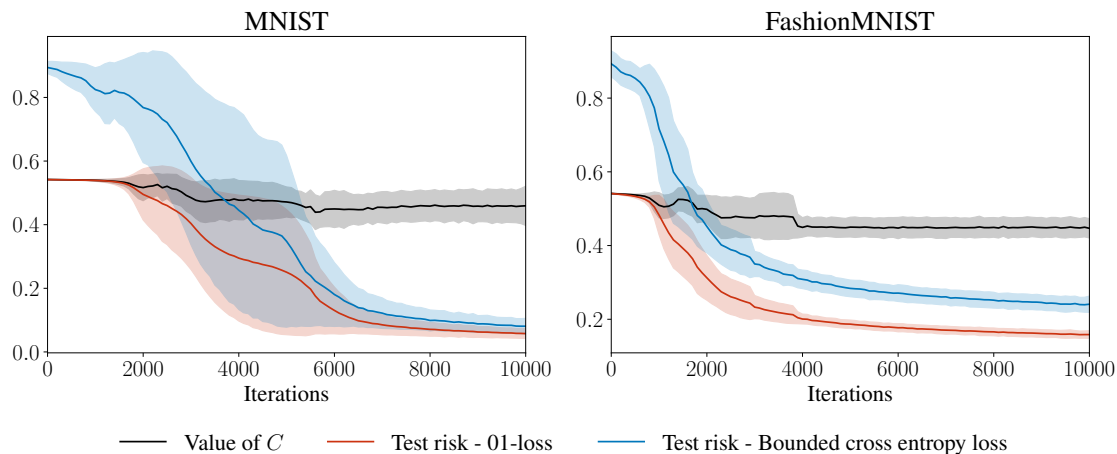 MNIST
FashionMNIST
0.8
0.6
0.4
0.2
0.0
0 2000 4000 6000 8000 10000
Iterations
0.8
0.6
0.4
0.2
0 2000 4000 6000 8000 10000
Iterations
Value of C
Test risk - 01-loss
Test risk - Bounded cross entropy loss